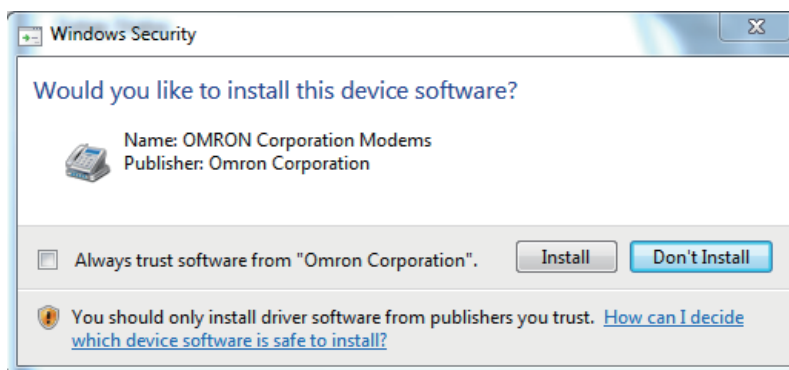 Windows Security
Would you like to install this device software?
Name: OMRON Corporation Modems
Publisher: Omron Corporation
Always trust software from "Omron Corporation".
Install
Don't Install
You should only install driver software from publishers you trust. How can I decide
which device software is safe to install?